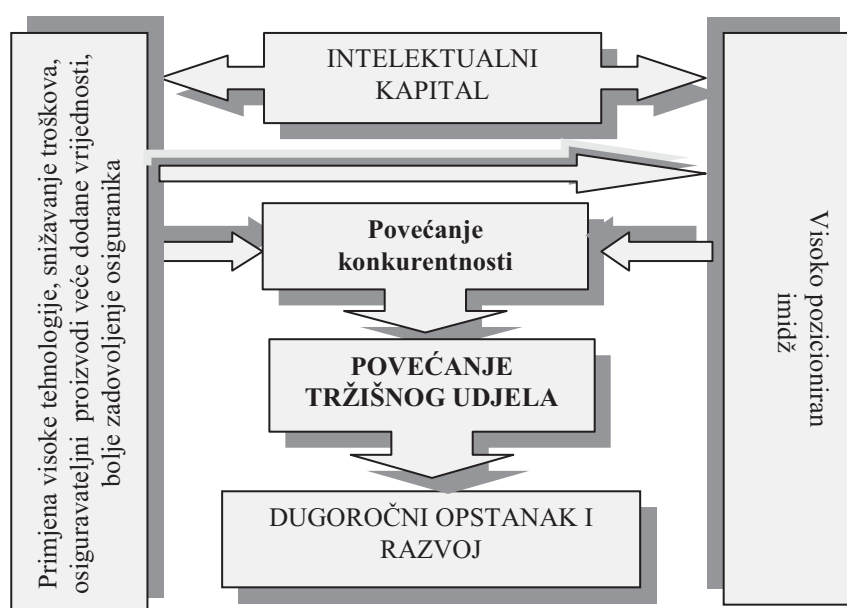 Primjena visoke tehnologije, snižavanje troškova,
osiguravateljni proizvodi veće dodane vrijednosti,
bolje zadovoljenje osiguranika
INTELEKTUALNI
KAPITAL
Povećanje
konkurentnosti
POVEĆANJE
TRŽIŠNOG UDJELA
DUGOROČNI OPSTANAK I
RAZVOJ
Visoko pozicioniran
imidž